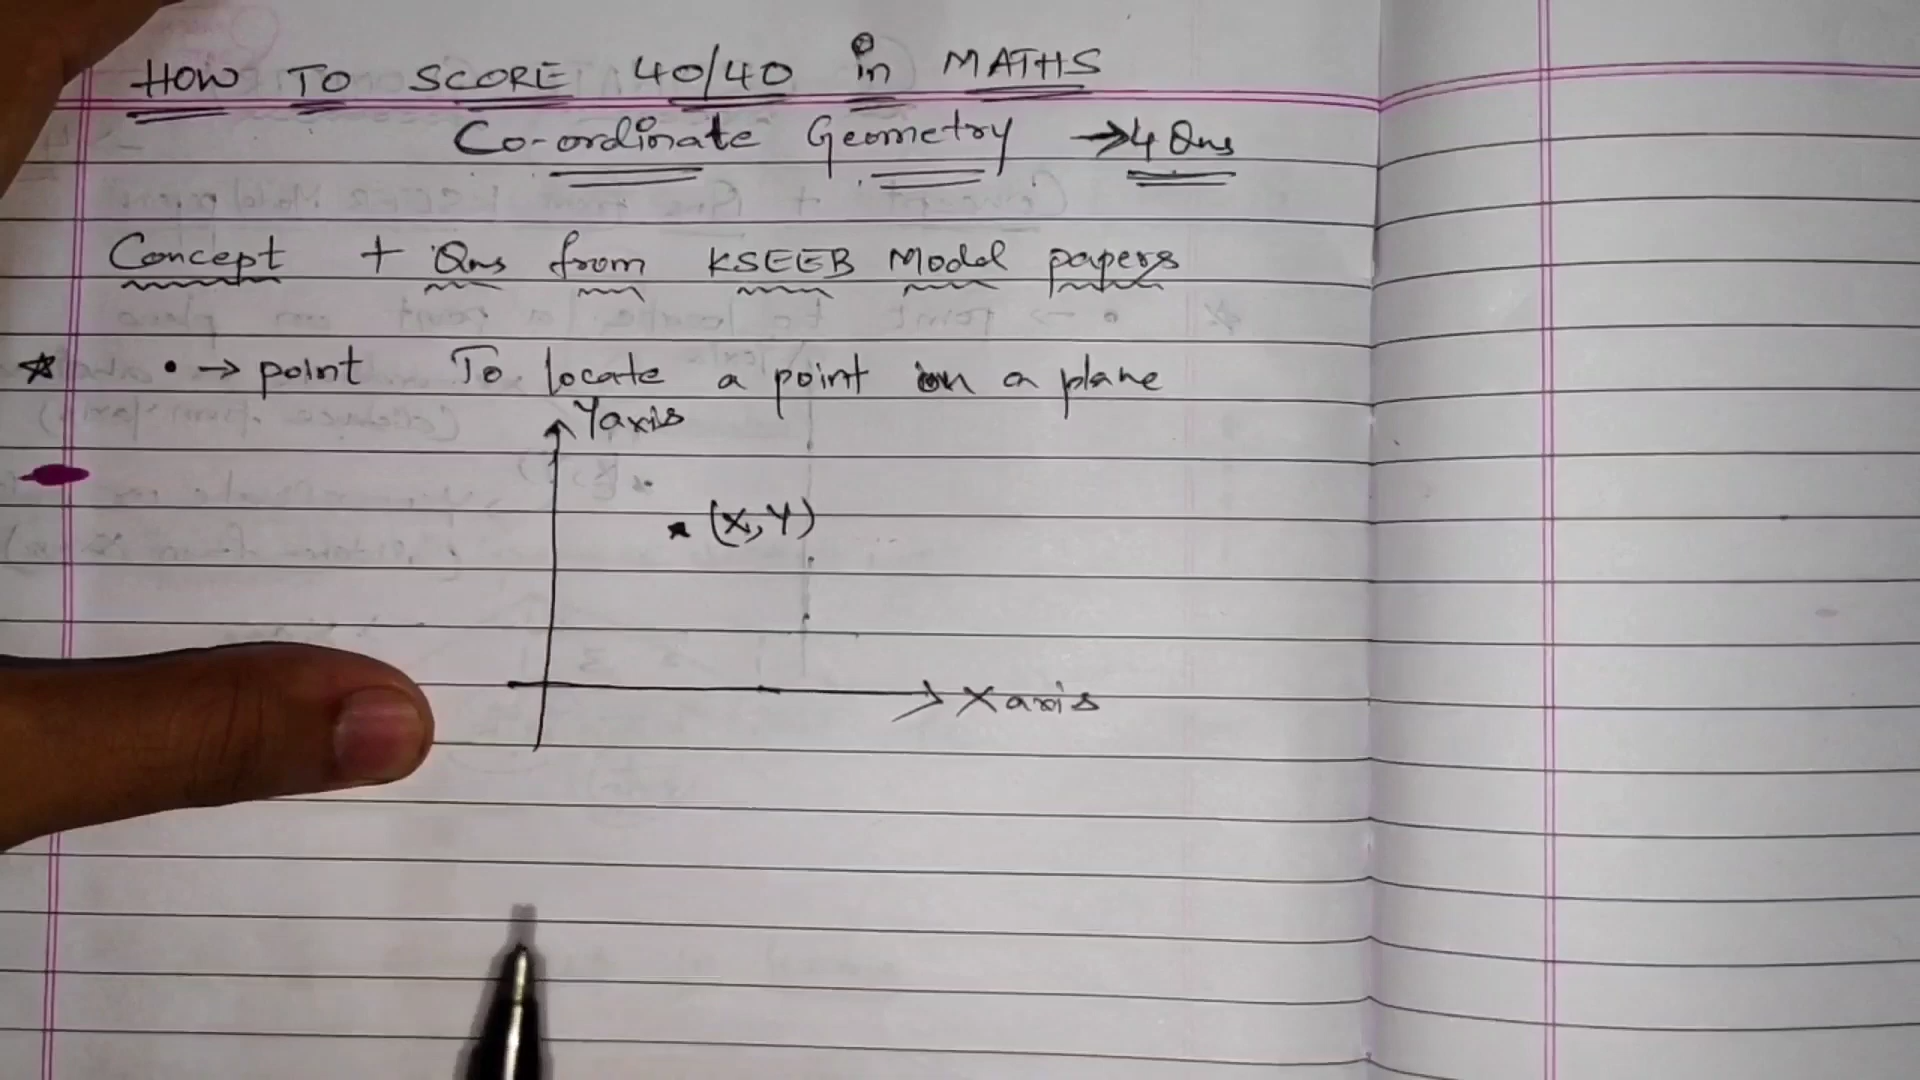 HOW TO SCORE 40/40 in MATHS
Co-ordinate Geometry → 4 Qns
Concept + Qns from KSEEB Model papers
☆ • → point To locate a point on a plane
Yaxis
(X,Y)
X axis